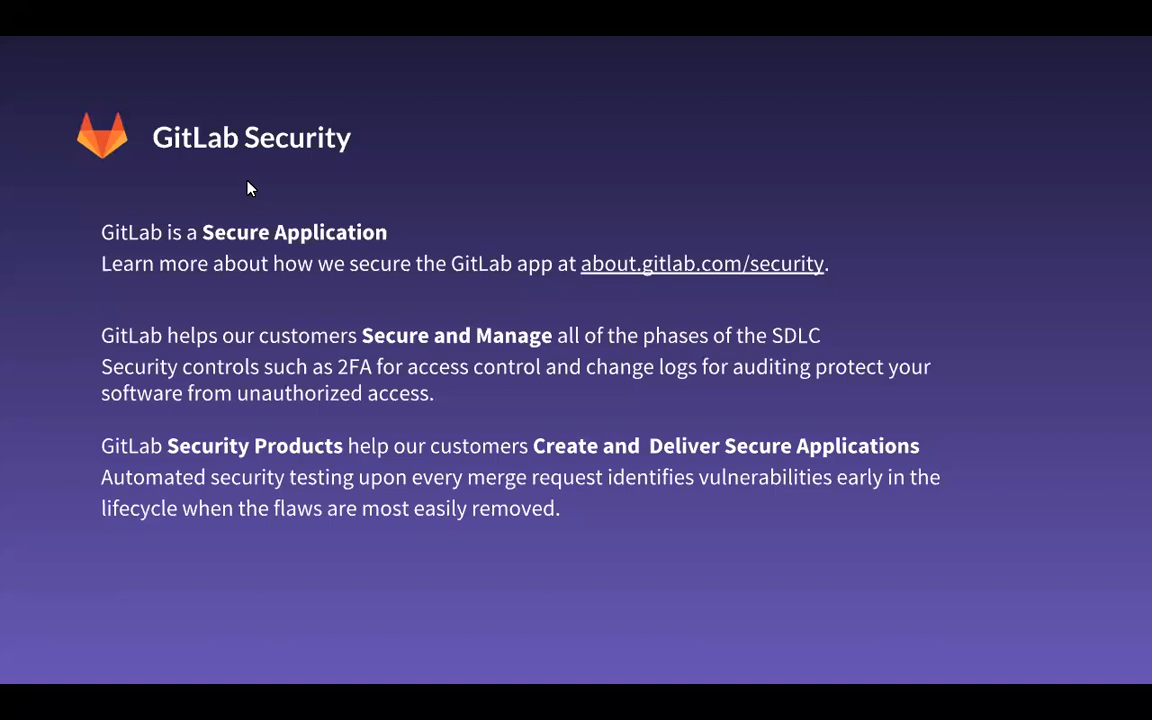 GitLab Security
GitLab is a Secure Application
Learn more about how we secure the GitLab app at about.gitlab.com/security.
GitLab helps our customers Secure and Manage all of the phases of the SDLC
Security controls such as 2FA for access control and change logs for auditing protect your
software from unauthorized access.
GitLab Security Products help our customers Create and  Deliver Secure Applications
Automated security testing upon every merge request identifies vulnerabilities early in the
lifecycle when the flaws are most easily removed.